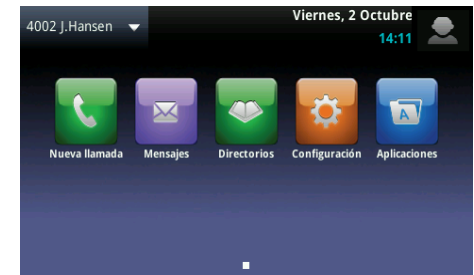 4002 J.Hansen
Viernes, 2 Octubre
14:11
Nueva llamada
Mensajes
Directorios
Configuración
A
Aplicaciones